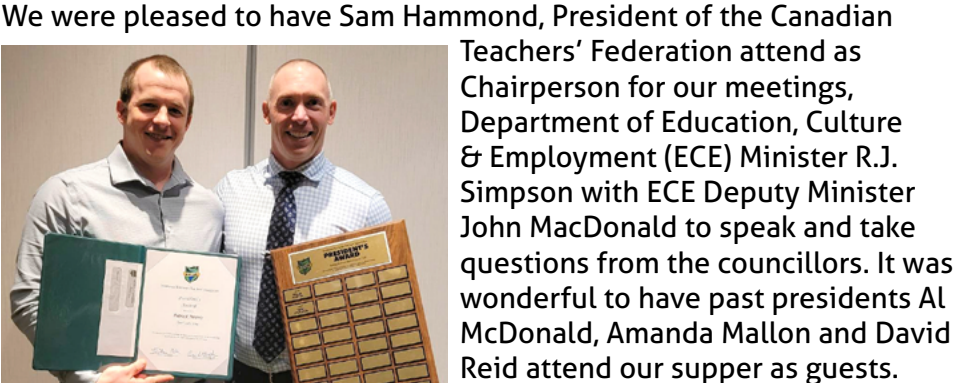 We were pleased to have Sam Hammond, President of the Canadian
Teachers’ Federation attend as
Chairperson for our meetings,
Department of Education, Culture
& Employment (ECE) Minister R.J.
Simpson with ECE Deputy Minister
John MacDonald to speak and take
questions from the councillors. It was
wonderful to have past presidents Al
McDonald, Amanda Mallon and David
Reid attend our supper as guests.
PRESIDENT'S
AWARD